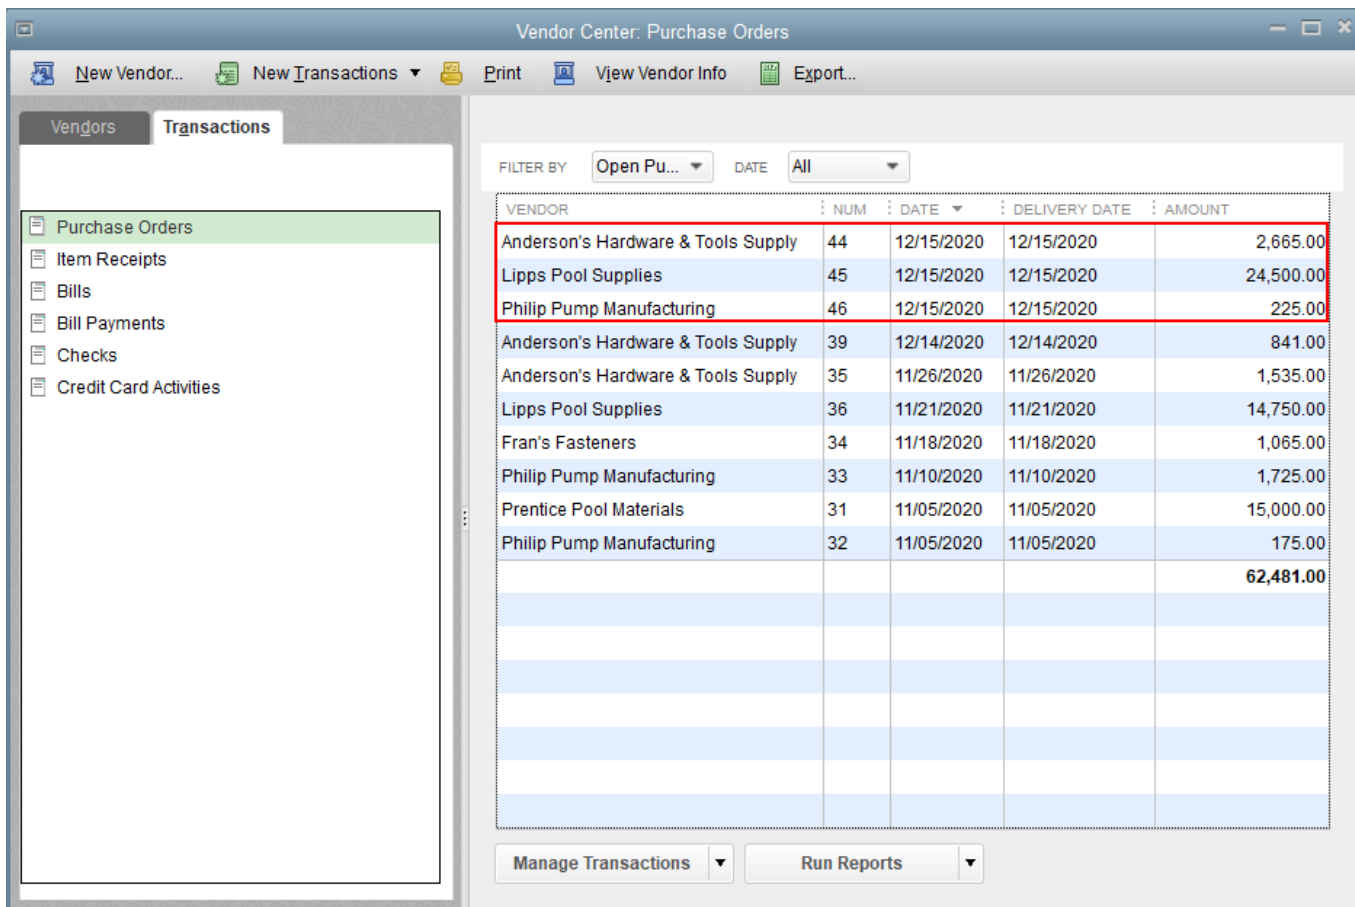 Vendor Center: Purchase Orders
New Vendor... New Transactions Print View Vendor Info Export...
Vendors Transactions
FILTER BY Open Pu... DATE All
Purchase Orders
Item Receipts
Bills
Bill Payments
Checks
Credit Card Activities
VENDOR NUM DATE DELIVERY DATE AMOUNT
Anderson's Hardware & Tools Supply 44 12/15/2020 12/15/2020 2,665.00
Lipps Pool Supplies 45 12/15/2020 12/15/2020 24,500.00
Philip Pump Manufacturing 46 12/15/2020 12/15/2020 225.00
Anderson's Hardware & Tools Supply 39 12/14/2020 12/14/2020 841.00
Anderson's Hardware & Tools Supply 35 11/26/2020 11/26/2020 1,535.00
Lipps Pool Supplies 36 11/21/2020 11/21/2020 14,750.00
Fran's Fasteners 34 11/18/2020 11/18/2020 1,065.00
Philip Pump Manufacturing 33 11/10/2020 11/10/2020 1,725.00
Prentice Pool Materials 31 11/05/2020 11/05/2020 15,000.00
Philip Pump Manufacturing 32 11/05/2020 11/05/2020 175.00
62,481.00
Manage Transactions Run Reports